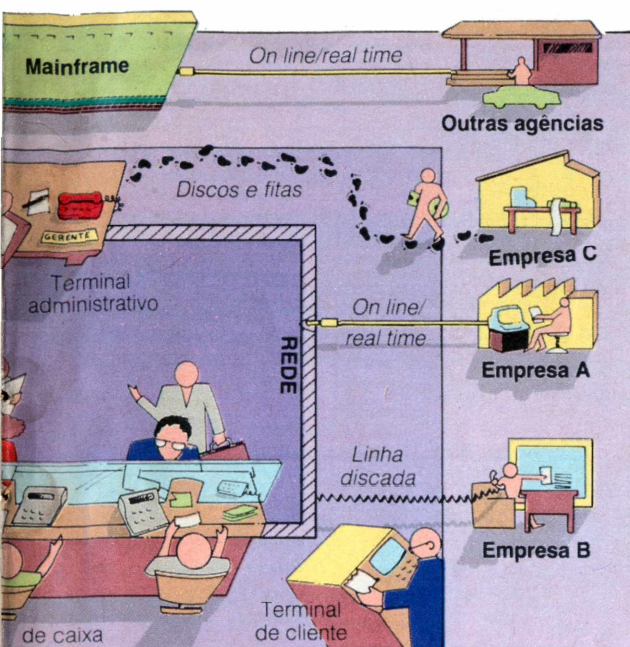 Mainframe
On line/real time
Outras agências
Discos e fitas
GERENTE
Empresa C
Terminal
administrativo
On line/
real time
REDE
Empresa A
Linha
discada
Empresa B
Terminal
de cliente
de caixa